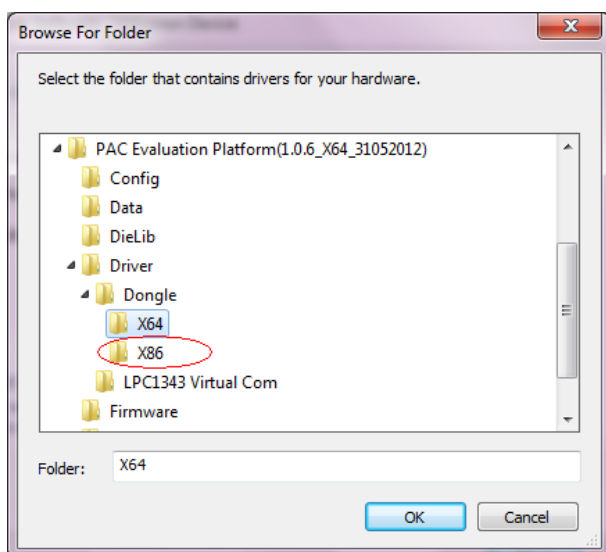 Browse For Folder
Select the folder that contains drivers for your hardware.
PAC Evaluation Platform(1.0.6_X64_31052012)
Config
Data
DieLib
Driver
Dongle
X64
X86
LPC1343 Virtual Com
Firmware
Folder: X64
OK Cancel